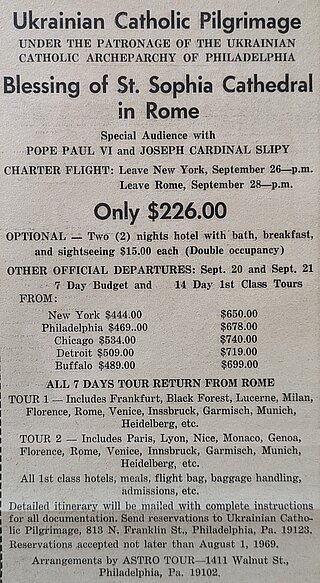 Ukrainian Catholic Pilgrimage
UNDER THE PATRONAGE OF THE UKRAINIAN
CATHOLIC ARCHEPARCHY OF PHILADELPHIA
Blessing of St. Sophia Cathedral
in Rome
Special Audience with
POPE PAUL VI and JOSEPH CARDINAL SLIPY
CHARTER FLIGHT: Leave New York, September 26—p.m.
Leave Rome, September 28—p.m.
Only $226.00
OPTIONAL — Two (2) nights hotel with bath, breakfast,
and sightseeing $15.00 each (Double occupancy)
OTHER OFFICIAL DEPARTURES: Sept. 20 and Sept. 21
7 Day Budget and 14 Day 1st Class Tours
FROM:
New York $444.00 $650.00
Philadelphia $469..00 $678.00
Chicago $534.00 $740.00
Detroit $509.00 $719.00
Buffalo $489.00 $699.00
ALL 7 DAYS TOUR RETURN FROM ROME
TOUR 1 — Includes Frankfurt, Black Forest, Lucerne, Milan,
Florence, Rome, Venice, Inssbruck, Garmisch, Munich,
Heidelberg, etc.
TOUR 2 — Includes Paris, Lyon, Nice, Monaco, Genoa,
Florence, Rome, Venice, Innsbruck, Garmisch, Munich,
Heidelberg, etc.
All 1st class hotels, meals, flight bag, baggage handling,
admissions, etc.
Detailed itinerary will be mailed with complete instructions
for all documentation. Send reservations to Ukrainian Catho-
lic Pilgrimage, 813 N. Franklin St., Philadelphia, Pa. 19123.
Reservations accepted not later than August 1, 1969.
Arrangements by ASTRO TOUR—1411 Walnut St.,
Philadelphia, Pa. 19102.